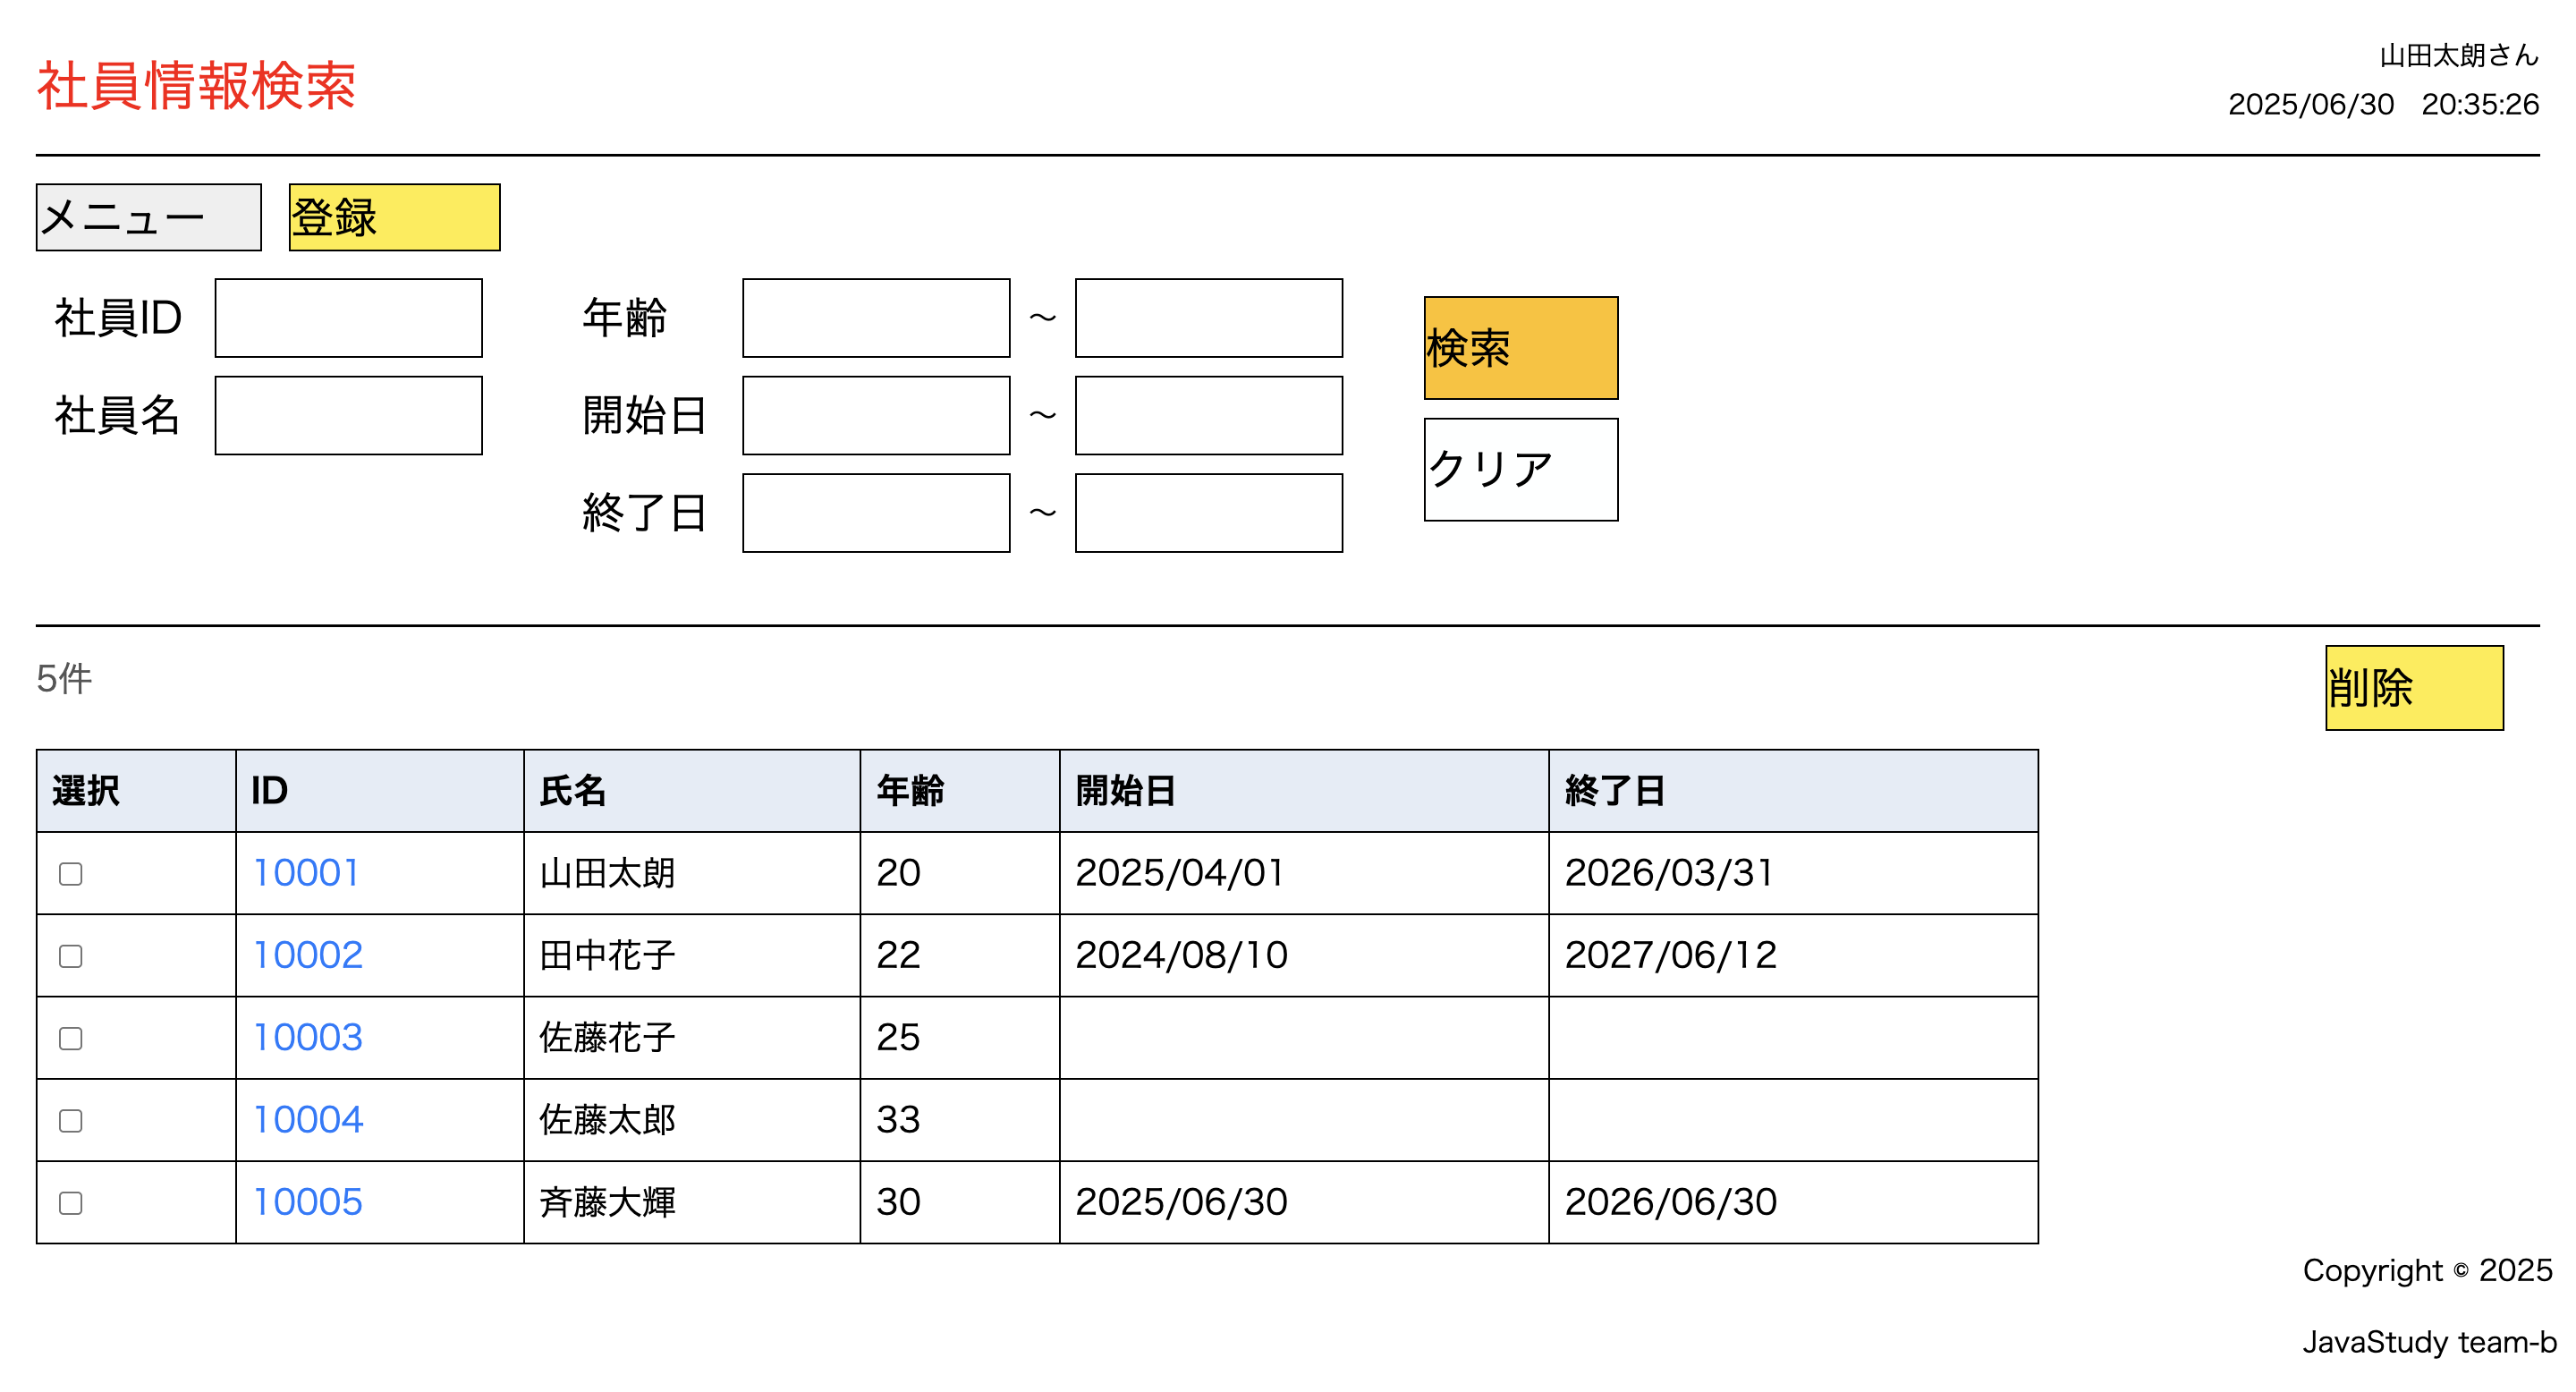 社員情報検索
山田太朗さん
2025/06/30 20:35:26
メニュー 登録
社員ID 年齢 ～
検索
社員名 開始日 ～
クリア
終了日 ～
5件
削除
選択 ID 氏名 年齢 開始日 終了日
10001 山田太朗 20 2025/04/01 2026/03/31
10002 田中花子 22 2024/08/10 2027/06/12
10003 佐藤花子 25
10004 佐藤太郎 33
10005 斉藤大輝 30 2025/06/30 2026/06/30
Copyright © 2025
JavaStudy team-b